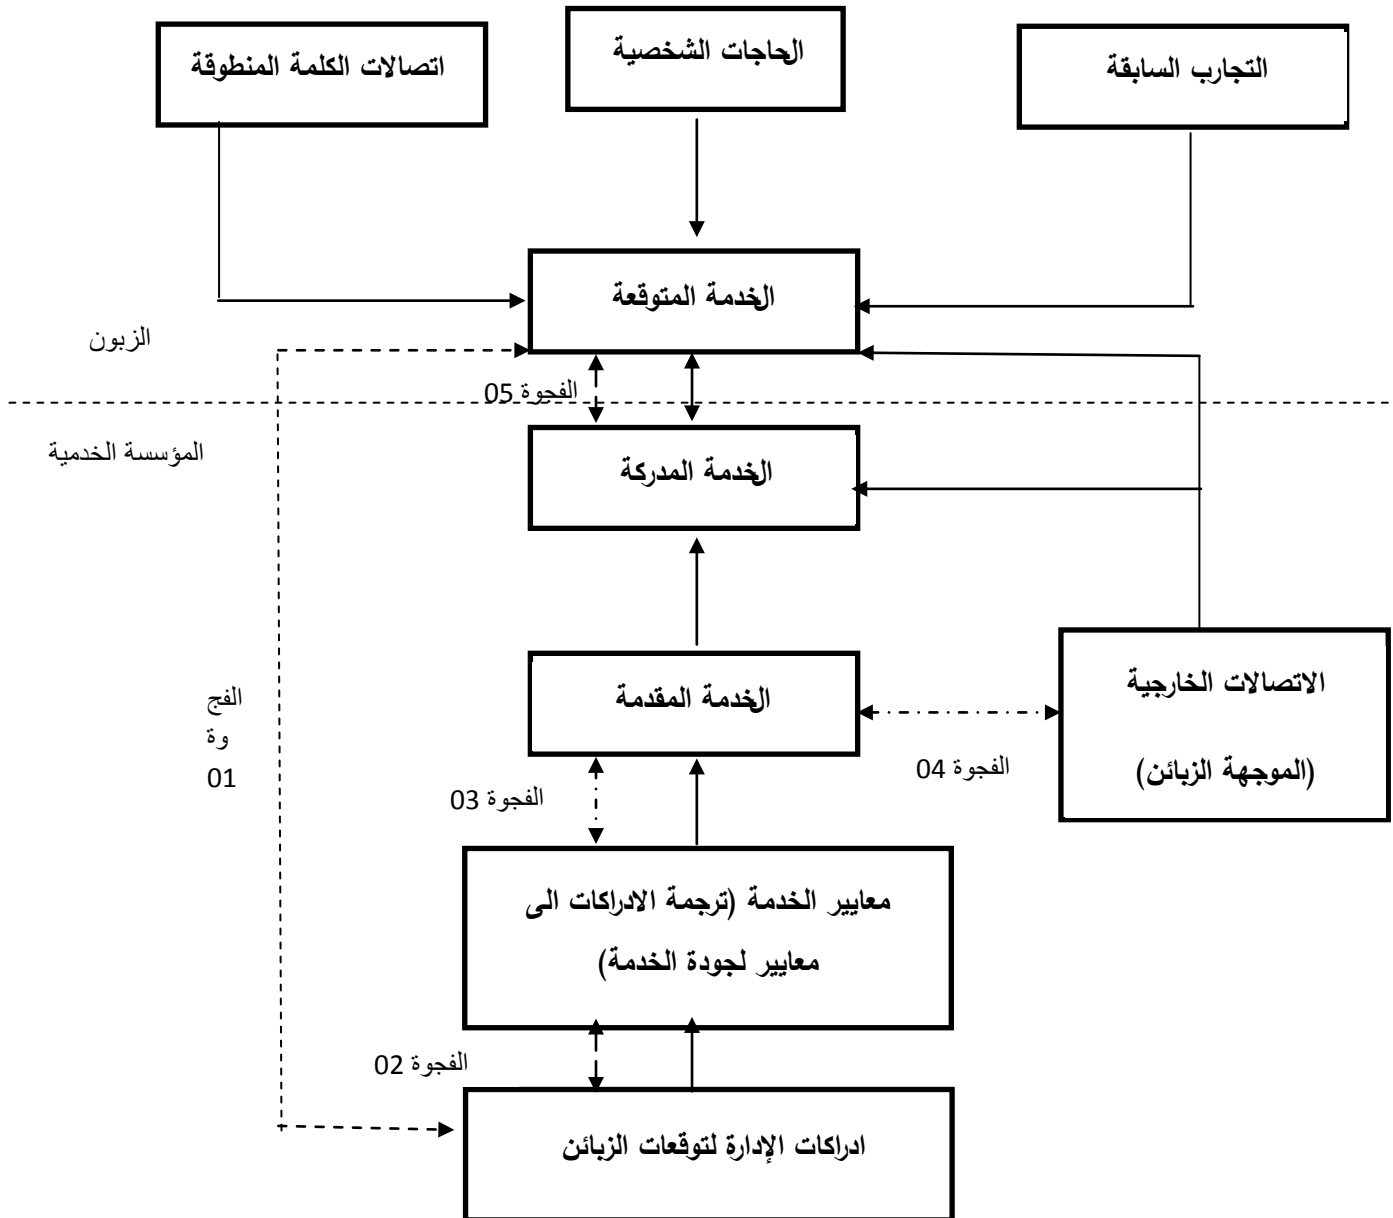 التجارب السابقة
الحاجات الشخصية
اتصالات الكلمة المنطوقة
الخدمة المتوقعة
الزبون
الفجوة 05
المؤسسة الخدمية
الخدمة المدركة
الاتصالات الخارجية
(الموجهة الزبائن)
الخدمة المقدمة
الفج
وة
01
الفجوة 04
الفجوة 03
معايير الخدمة (ترجمة الادراكات الى
معايير لجودة الخدمة)
الفجوة 02
ادراكات الإدارة لتوقعات الزبائن